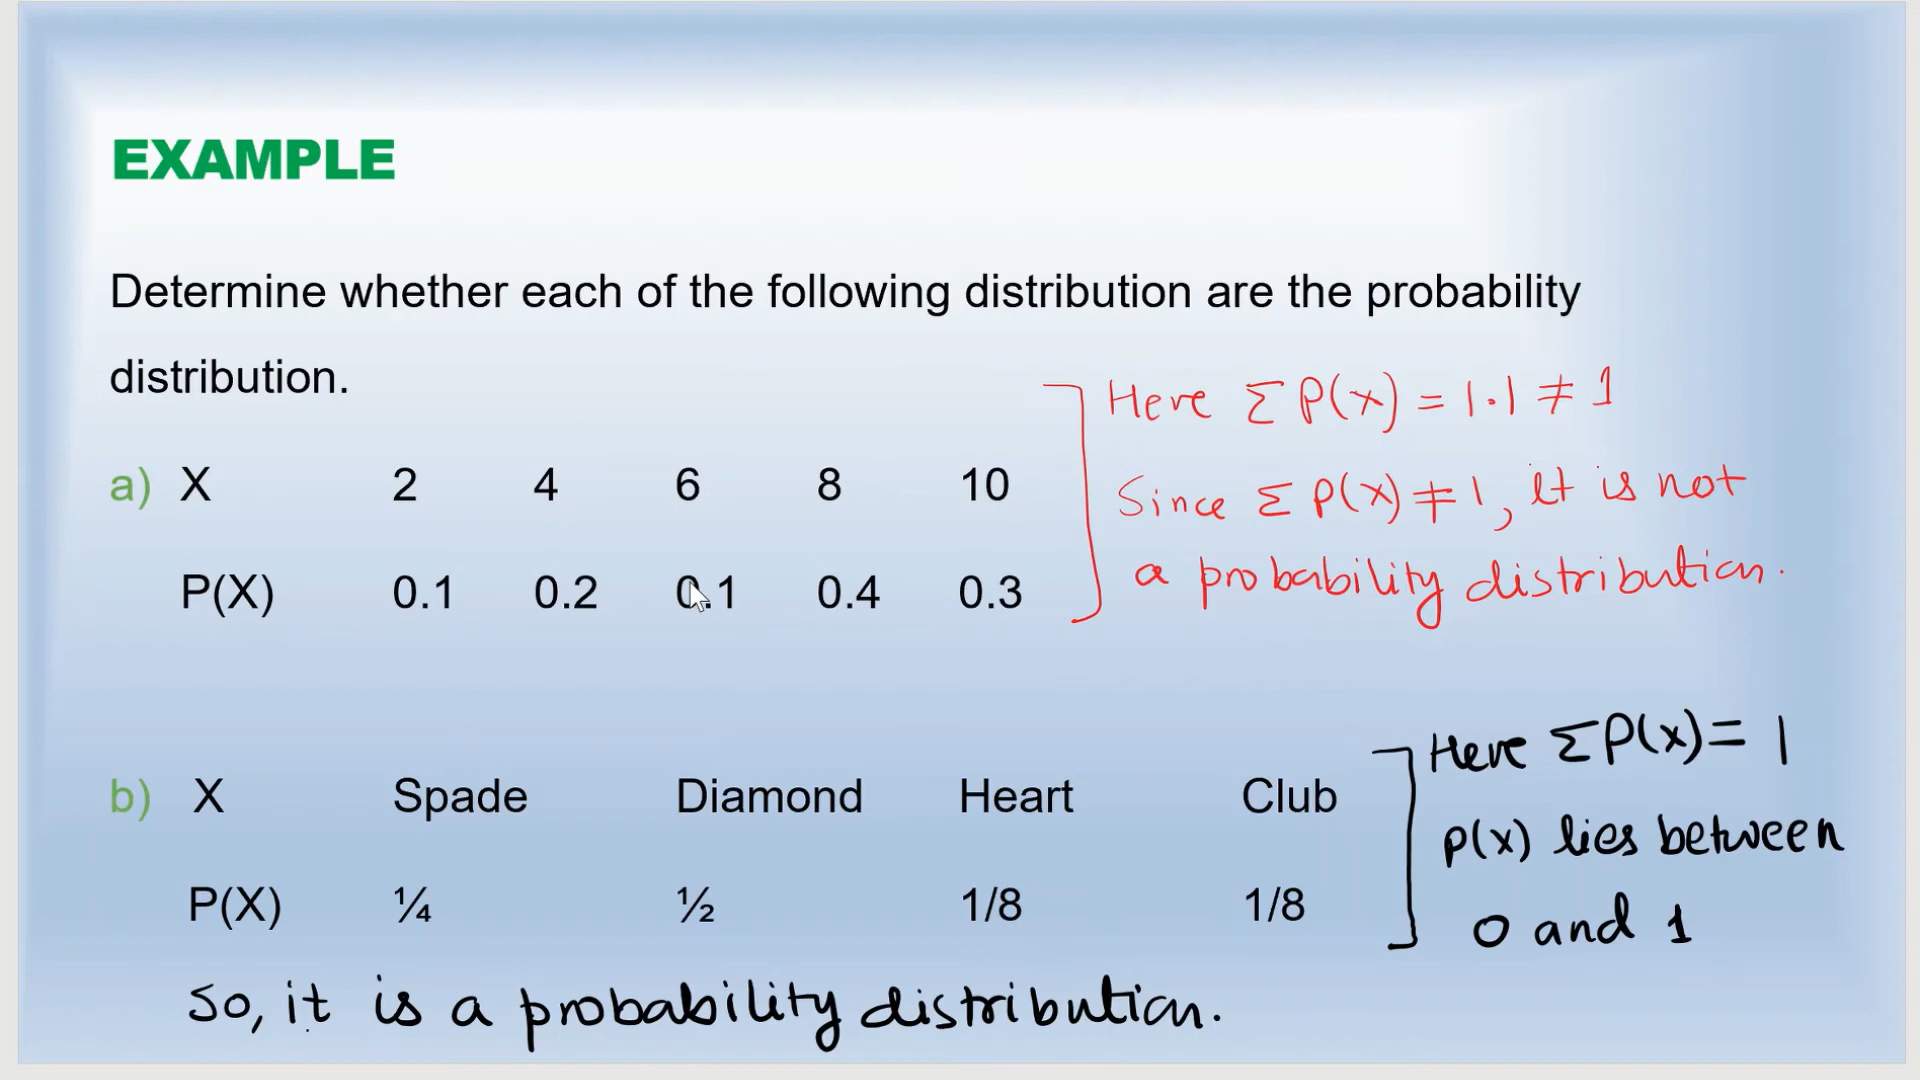 EXAMPLE
Determine whether each of the following distribution are the probability
distribution.
Here Σ P(x) = 1.1 ≠ 1
a) X 2 4 6 8 10
Since Σ P(x) ≠ 1, it is not
P(X) 0.1 0.2 0.1 0.4 0.3
a probability distribution.
Here ΣP(x) = 1
b) X Spade Diamond Heart Club
P(x) lies between
P(X) ¼ ½ 1/8 1/8
0 and 1
So, it is a probability distribution.